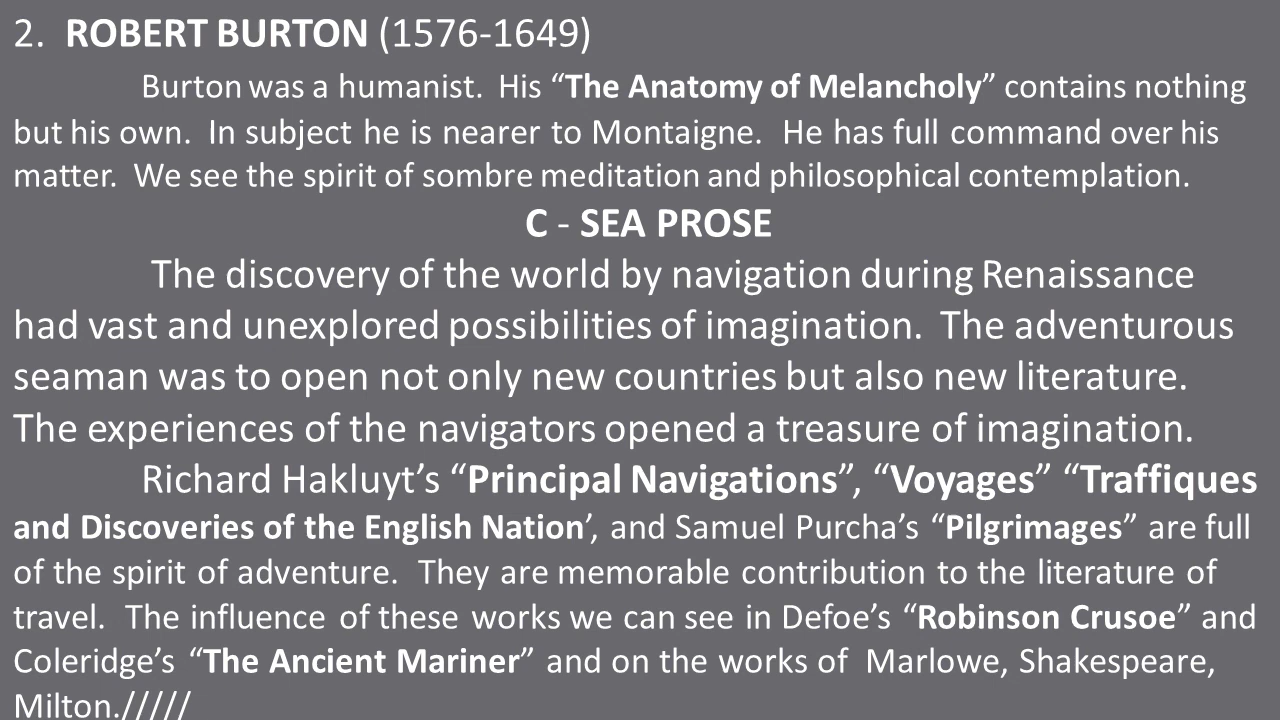 2. ROBERT BURTON (1576-1649)
Burton was a humanist. His “The Anatomy of Melancholy” contains nothing
but his own. In subject he is nearer to Montaigne. He has full command over his
matter. We see the spirit of sombre meditation and philosophical contemplation.
C - SEA PROSE
The discovery of the world by navigation during Renaissance
had vast and unexplored possibilities of imagination. The adventurous
seaman was to open not only new countries but also new literature.
The experiences of the navigators opened a treasure of imagination.
Richard Hakluyt’s “Principal Navigations”, “Voyages” “Traffiques
and Discoveries of the English Nation’, and Samuel Purcha’s “Pilgrimages” are full
of the spirit of adventure. They are memorable contribution to the literature of
travel. The influence of these works we can see in Defoe’s “Robinson Crusoe” and
Coleridge’s “The Ancient Mariner” and on the works of Marlowe, Shakespeare,
Milton./////